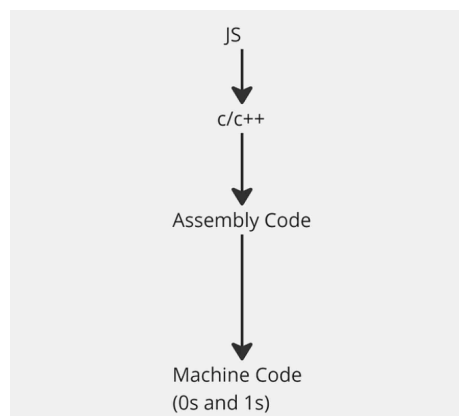 JS
c/c++
Assembly Code
Machine Code
(0s and 1s)